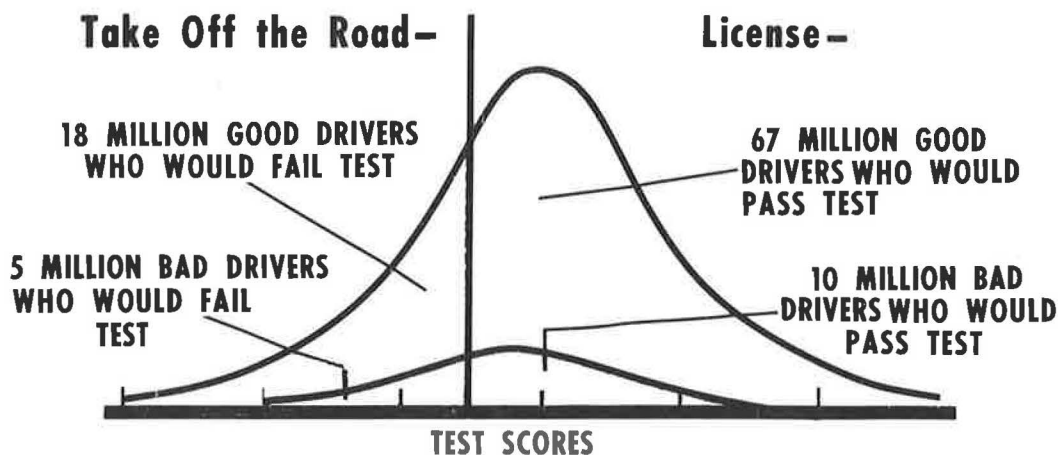 Take Off the Road–
License–
18 MILLION GOOD DRIVERS
WHO WOULD FAIL TEST
67 MILLION GOOD
DRIVERS WHO WOULD
PASS TEST
5 MILLION BAD DRIVERS
WHO WOULD FAIL
TEST
10 MILLION BAD
DRIVERS WHO WOULD
PASS TEST
TEST SCORES